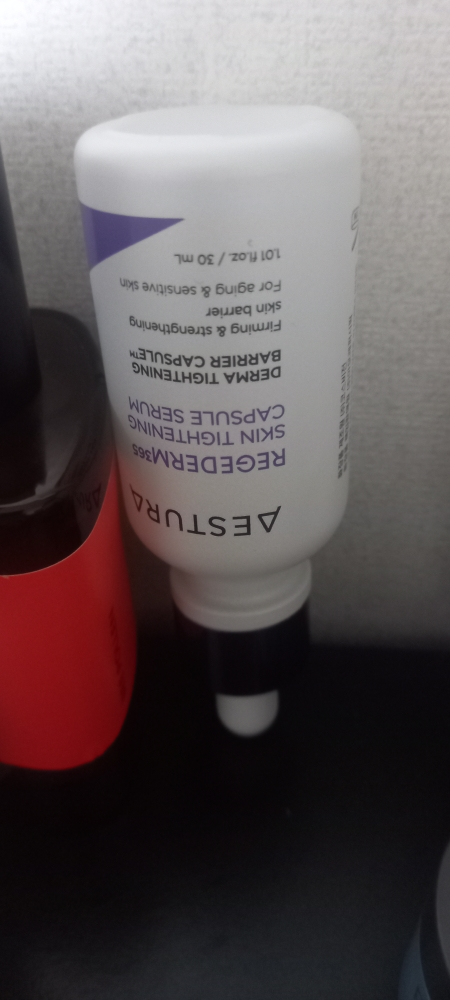 AESTURA
REGEDERM365
SKIN TIGHTENING
CAPSULE SERUM
DERMA TIGHTENING
BARRIER CAPSULE™
Firming & strengthening
skin barrier
For aging & sensitive skin
1.01 fl.oz. / 30 mL